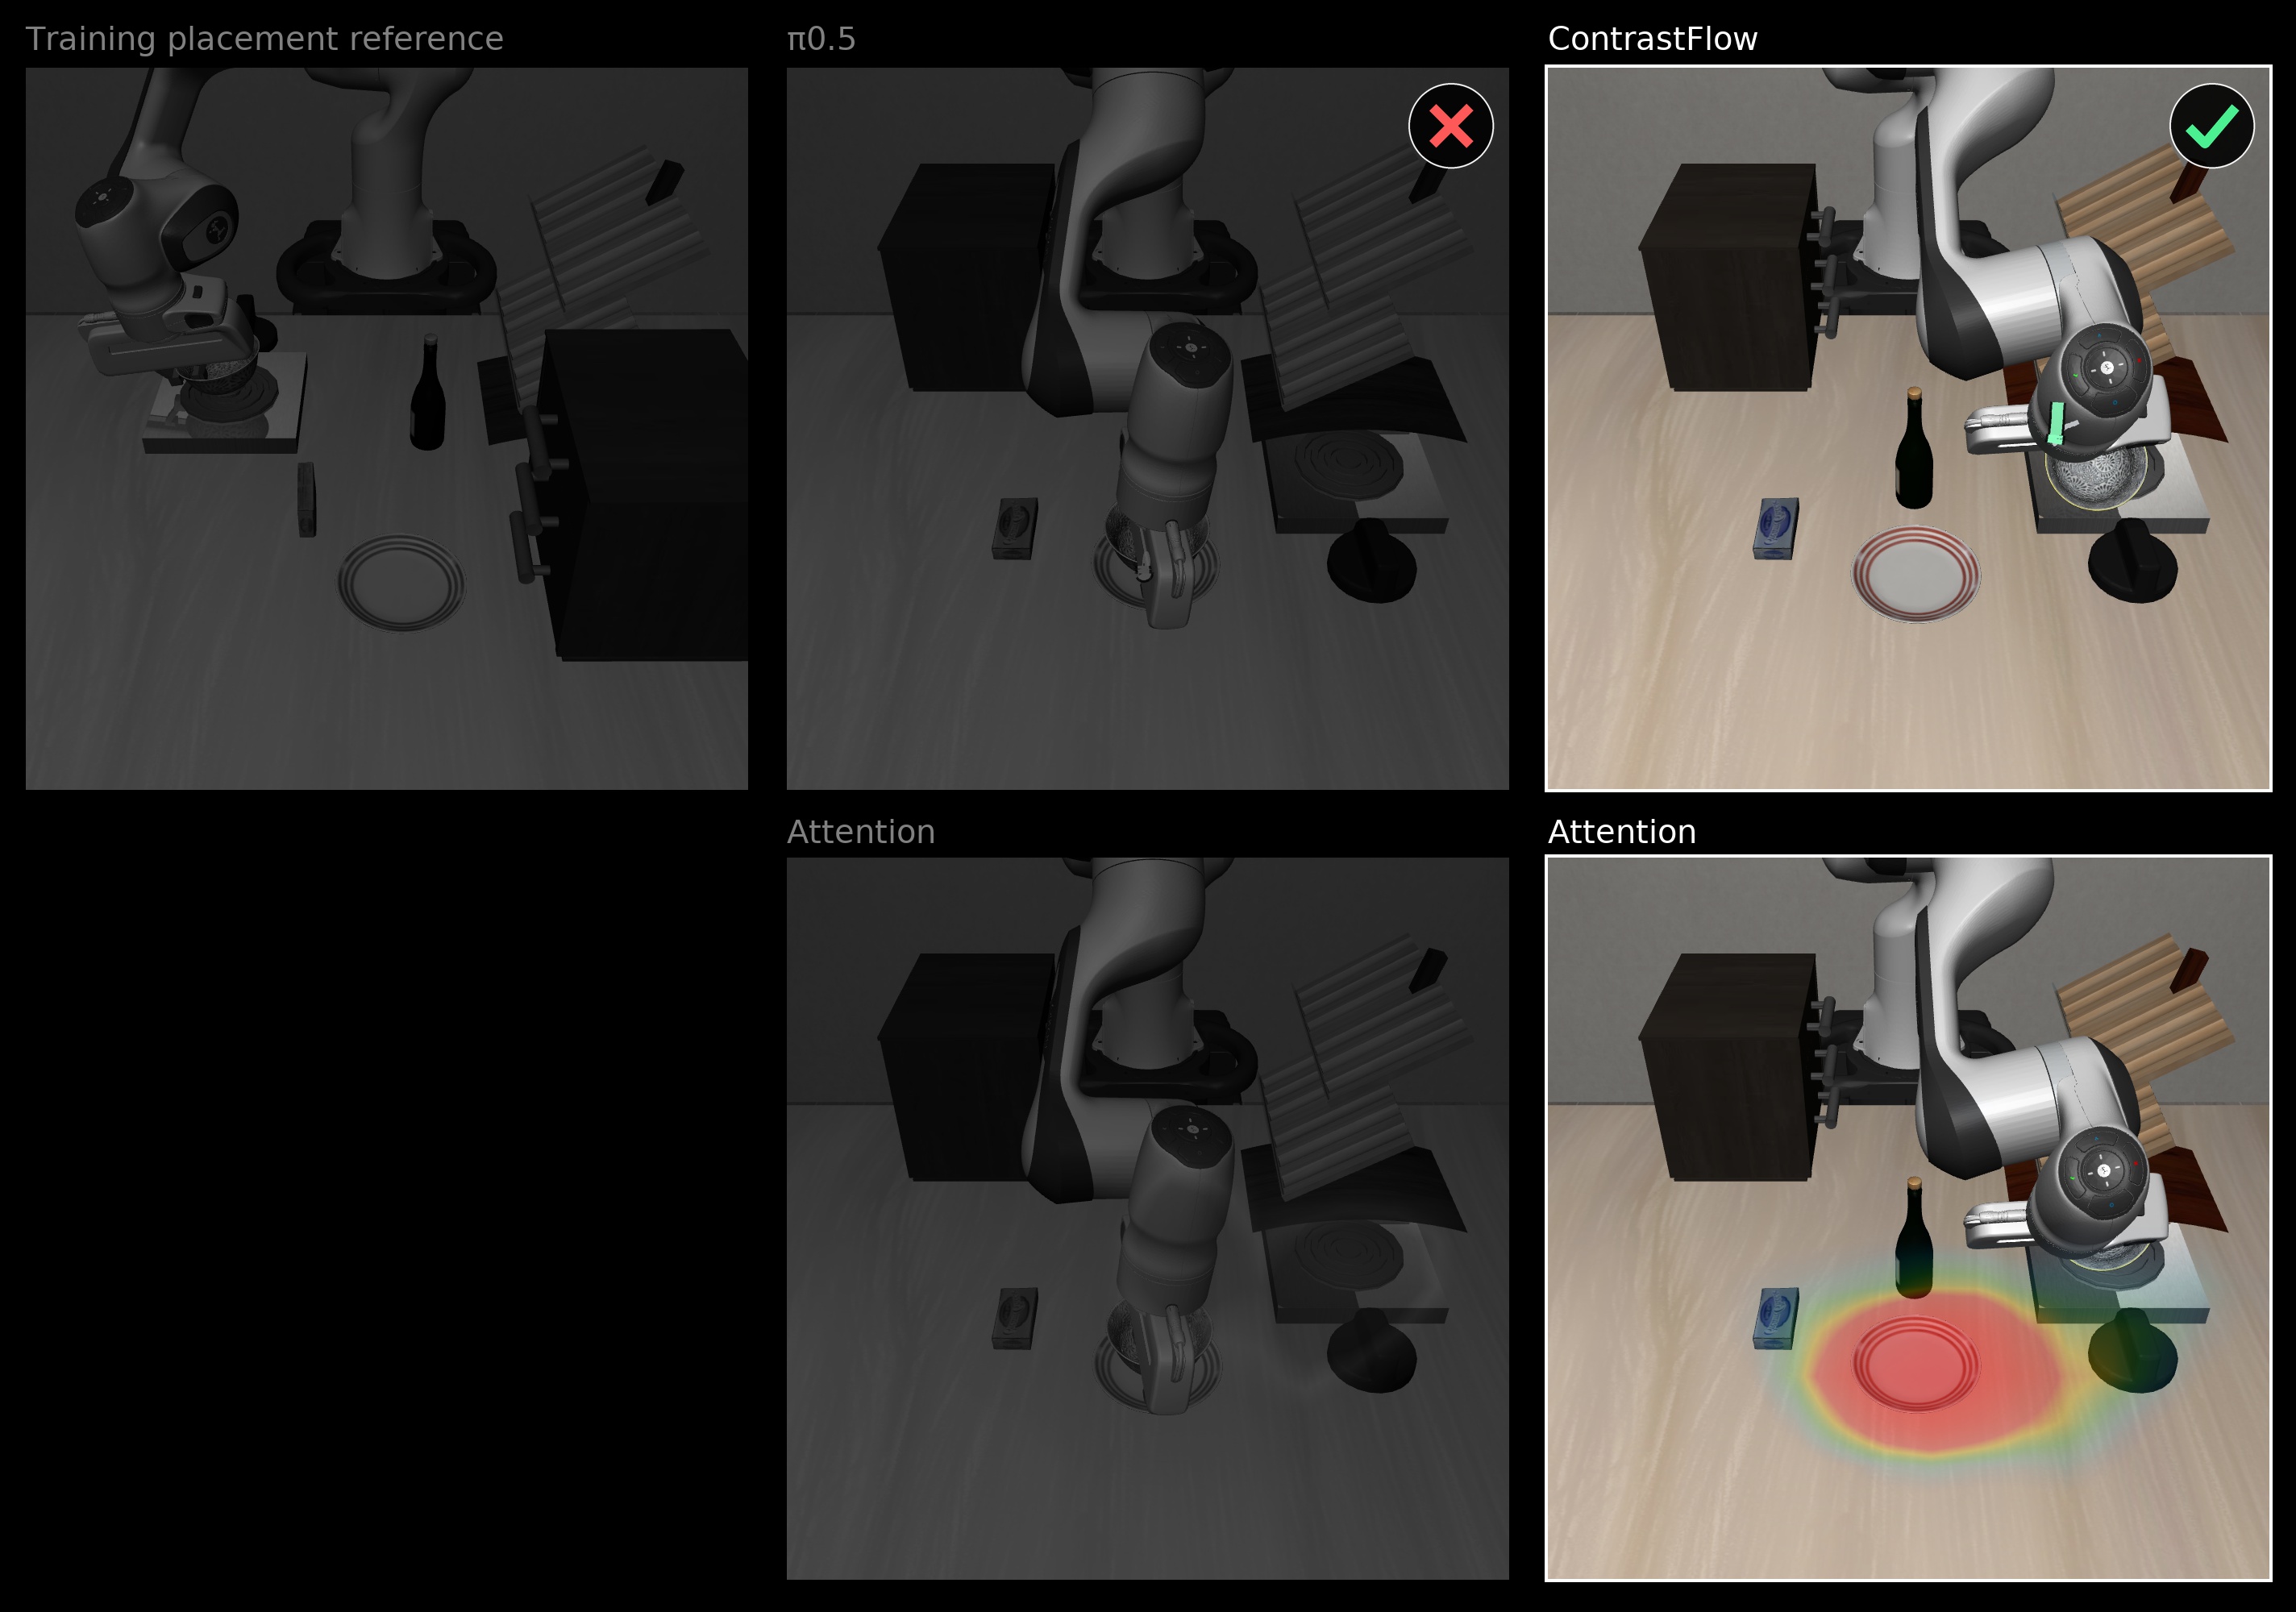 Training placement reference
π0.5
ContrastFlow
Attention
Attention